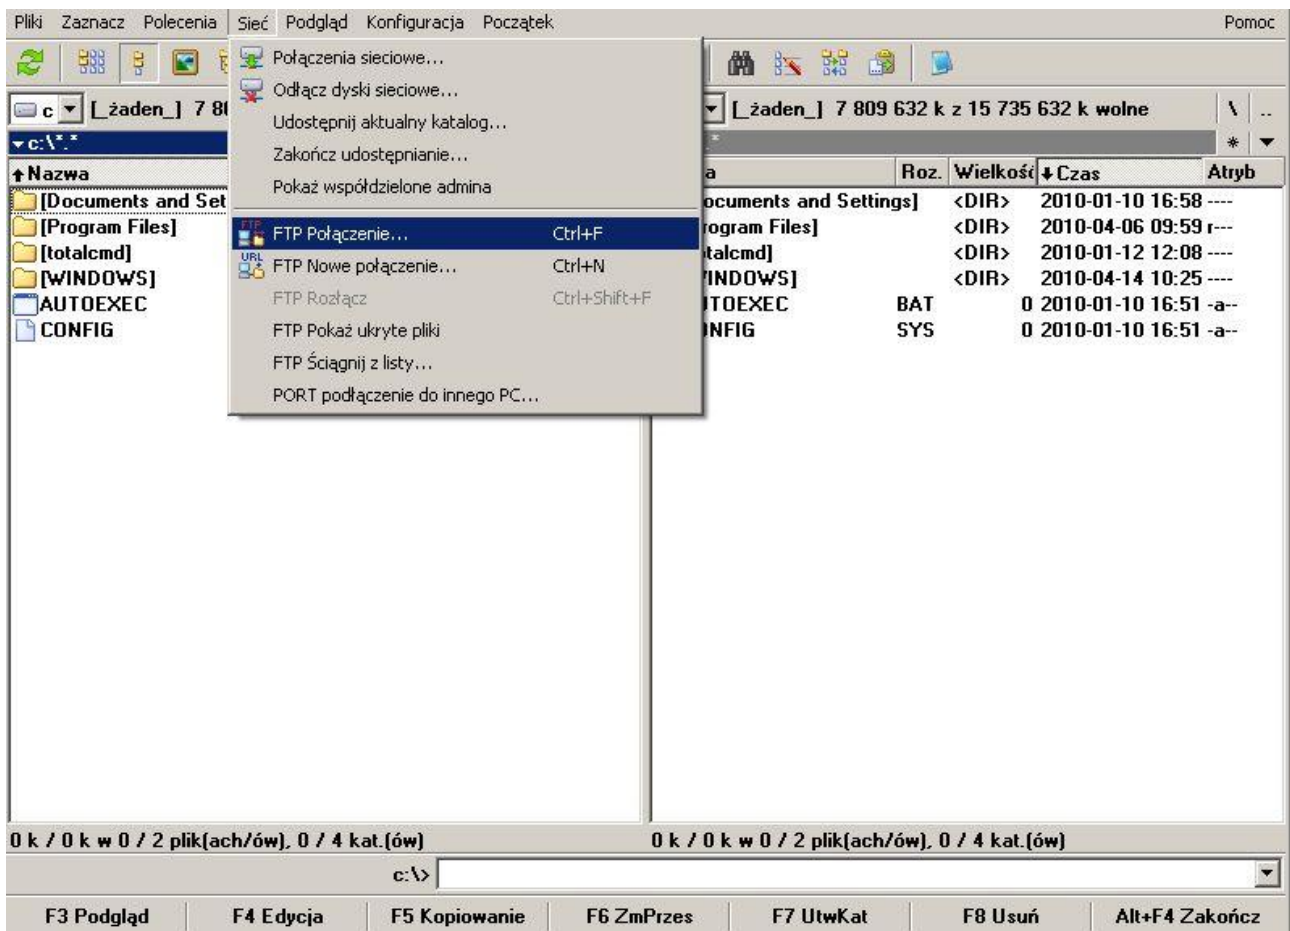 Pliki Zaznacz Polecenia Sieć Podgląd Konfiguracja Początek Pomoc
Połączenia sieciowe...
Odłącz dyski sieciowe...
Udostępnij aktualny katalog...
Zakończ udostępnianie...
Pokaż współdzielone admina
FTP FTP Połączenie... Ctrl+F
URL FTP Nowe połączenie... Ctrl+N
FTP Rozłącz Ctrl+Shift+F
FTP Pokaż ukryte pliki
FTP Ściągnij z listy...
PORT podłączenie do innego PC...
c [_żaden_] 7 80
c:\*.*
Nazwa
[Documents and Set
[Program Files]
[totalcmd]
[WINDOWS]
AUTOEXEC
CONFIG
[_żaden_] 7 809 632 k z 15 735 632 k wolne \ ..
.* *
a Roz. Wielkość Czas Atryb
ocuments and Settings] <DIR> 2010-01-10 16:58 ----
rogram Files] <DIR> 2010-04-06 09:59 r---
talcmd] <DIR> 2010-01-12 12:08 ----
INDOWS] <DIR> 2010-04-14 10:25 ----
TOEXEC BAT 0 2010-01-10 16:51 -a--
NFIG SYS 0 2010-01-10 16:51 -a--
0 k / 0 k w 0 / 2 plik(ach/ów), 0 / 4 kat.(ów)
0 k / 0 k w 0 / 2 plik(ach/ów), 0 / 4 kat.(ów)
c:\>
F3 Podgląd F4 Edycja F5 Kopiowanie F6 ZmPrzes F7 UtwKat F8 Usuń Alt+F4 Zakończ